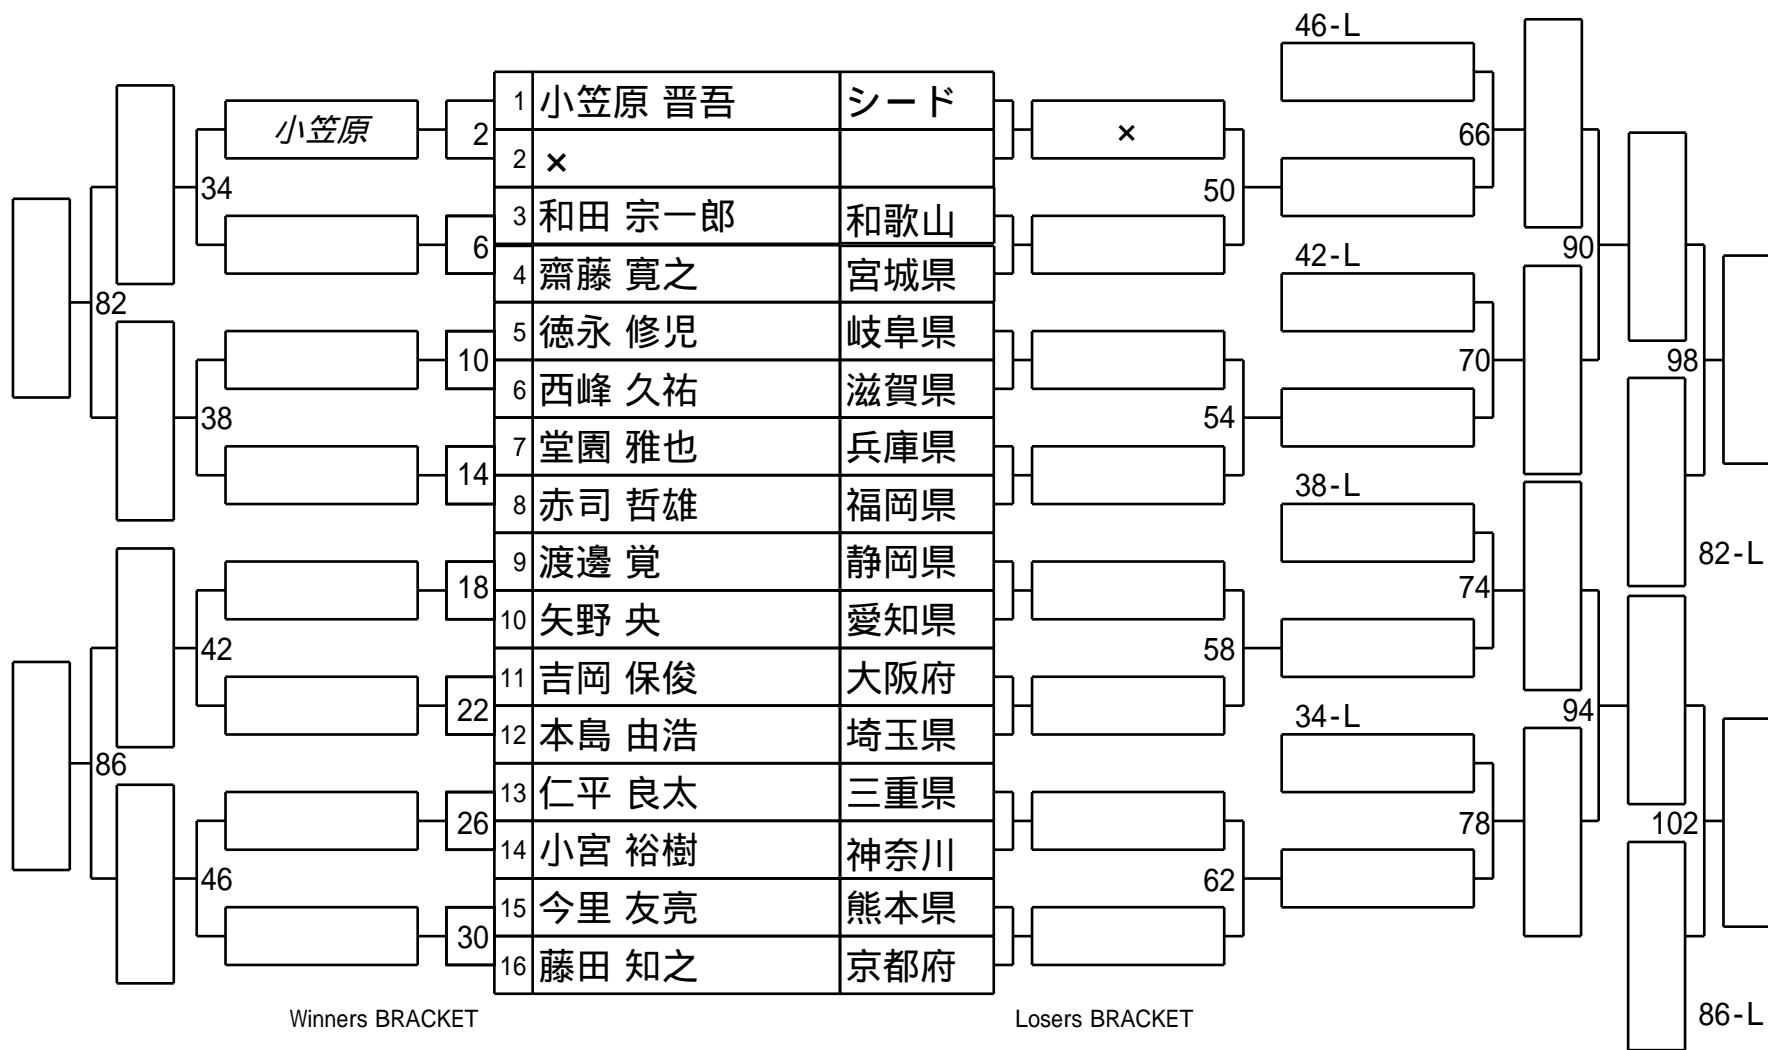 46-L
1 小笠原 晋吾 シード
小笠原 2 × 66
2 ×
34 50
3 和田 宗一郎 和歌山
6 90
4 齋藤 寛之 宮城県 42-L
82
5 徳永 修児 岐阜県
10 70 98
6 西峰 久祐 滋賀県
38 54
7 堂園 雅也 兵庫県
14 38-L
8 赤司 哲雄 福岡県
9 渡邊 覚 静岡県 82-L
18 74
10 矢野 央 愛知県
42 58
11 吉岡 保俊 大阪府
22 34-L 94
12 本島 由浩 埼玉県
86
13 仁平 良太 三重県
26 78 102
14 小宮 裕樹 神奈川
46 62
15 今里 友亮 熊本県
30
16 藤田 知之 京都府
Winners BRACKET Losers BRACKET 86-L